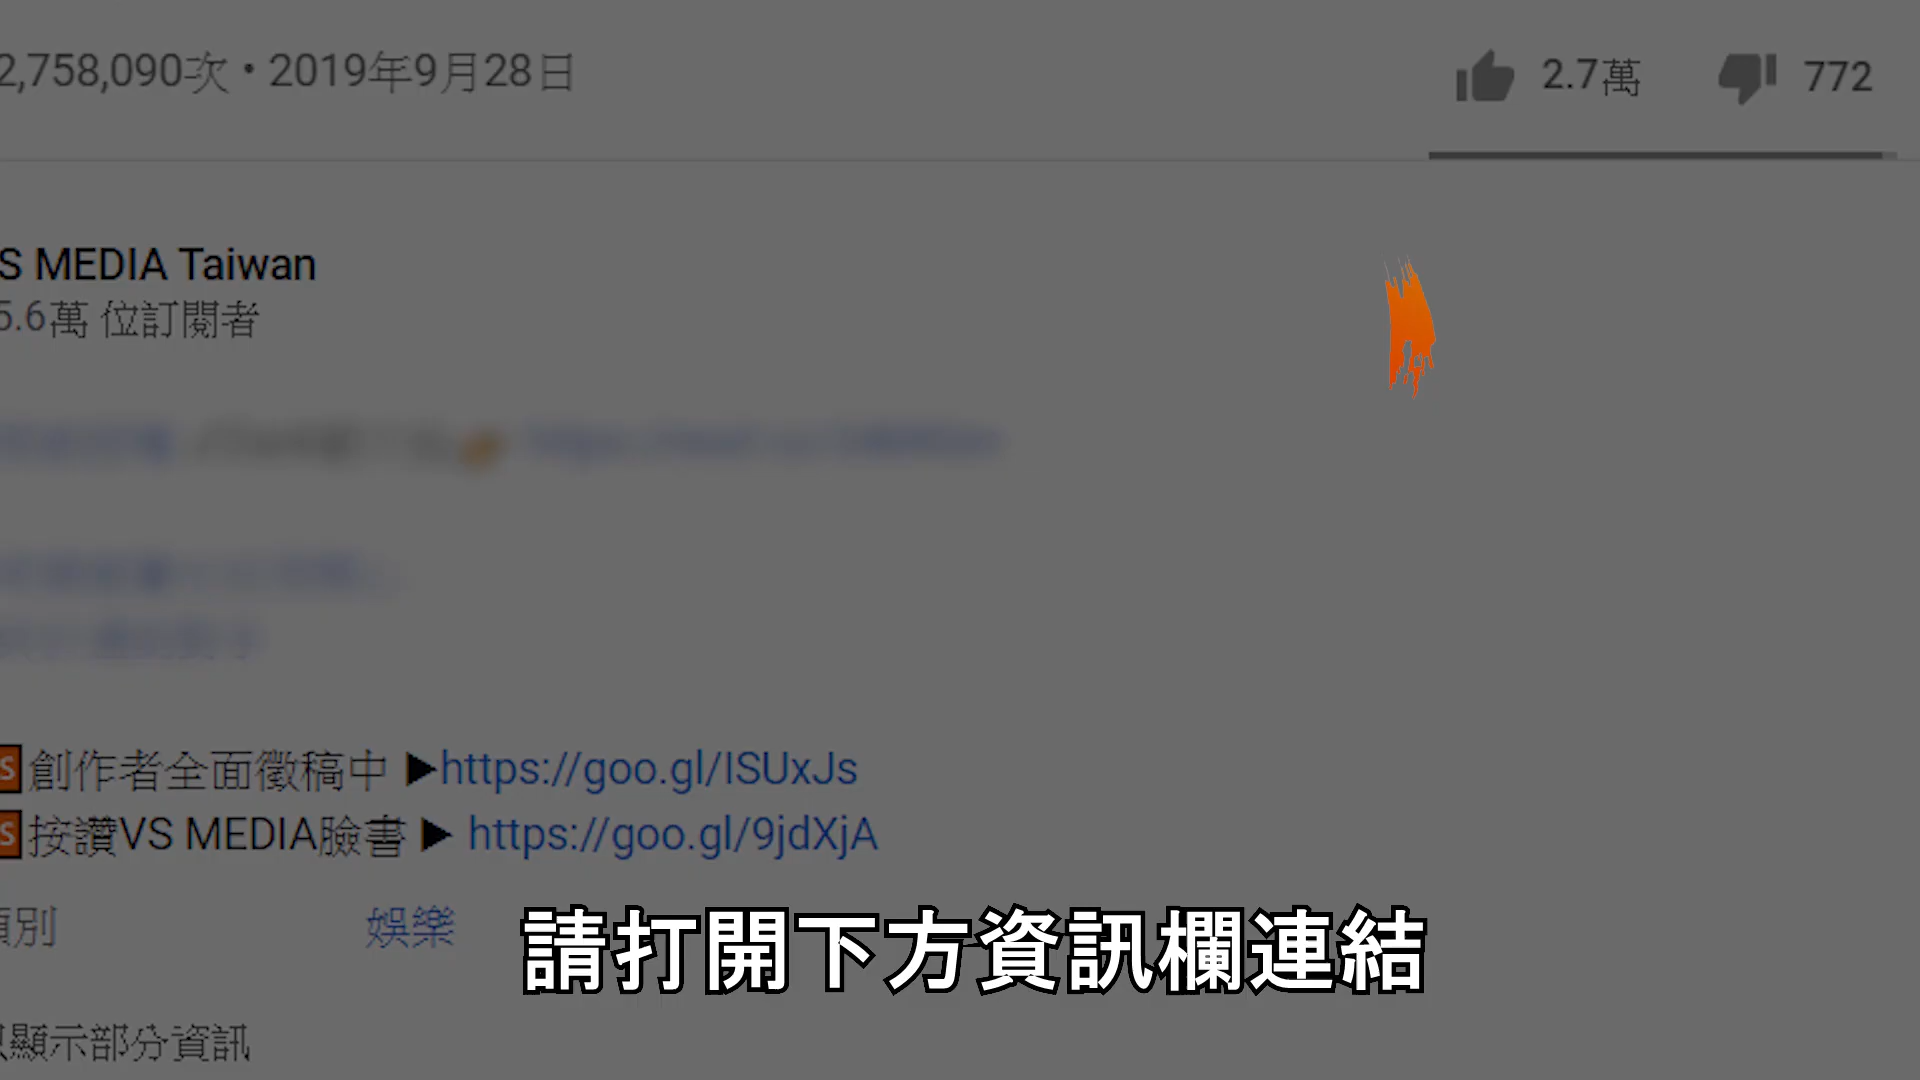 2,758,090次 • 2019年9月28日
2.7萬
772
S MEDIA Taiwan
5.6萬 位訂閱者
S創作者全面徵稿中 ▶https://goo.gl/ISUxJs
S按讚VS MEDIA臉書 ▶ https://goo.gl/9jdXjA
類別 娛樂
請打開下方資訊欄連結
只顯示部分資訊